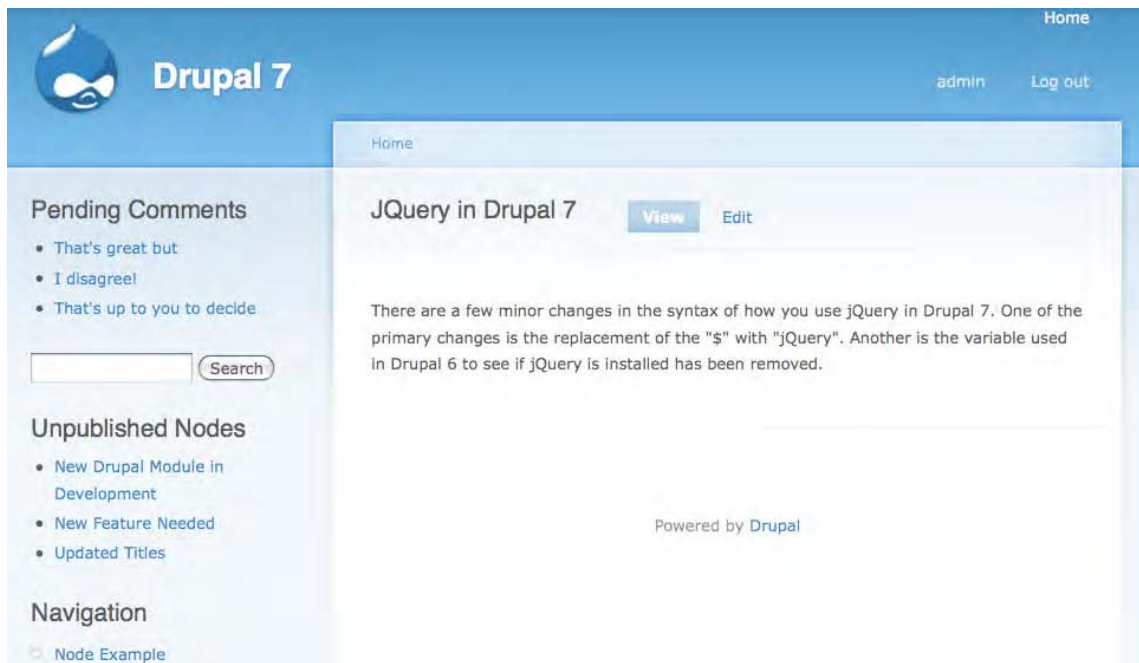 Home
Drupal 7
admin Log out
Home
Pending Comments
That's great but
I disagree!
That's up to you to decide
Search
Unpublished Nodes
New Drupal Module in
Development
New Feature Needed
Updated Titles
Navigation
Node Example
JQuery in Drupal 7
View Edit
There are a few minor changes in the syntax of how you use jQuery in Drupal 7. One of the
primary changes is the replacement of the "$" with "jQuery". Another is the variable used
in Drupal 6 to see if jQuery is installed has been removed.
Powered by Drupal